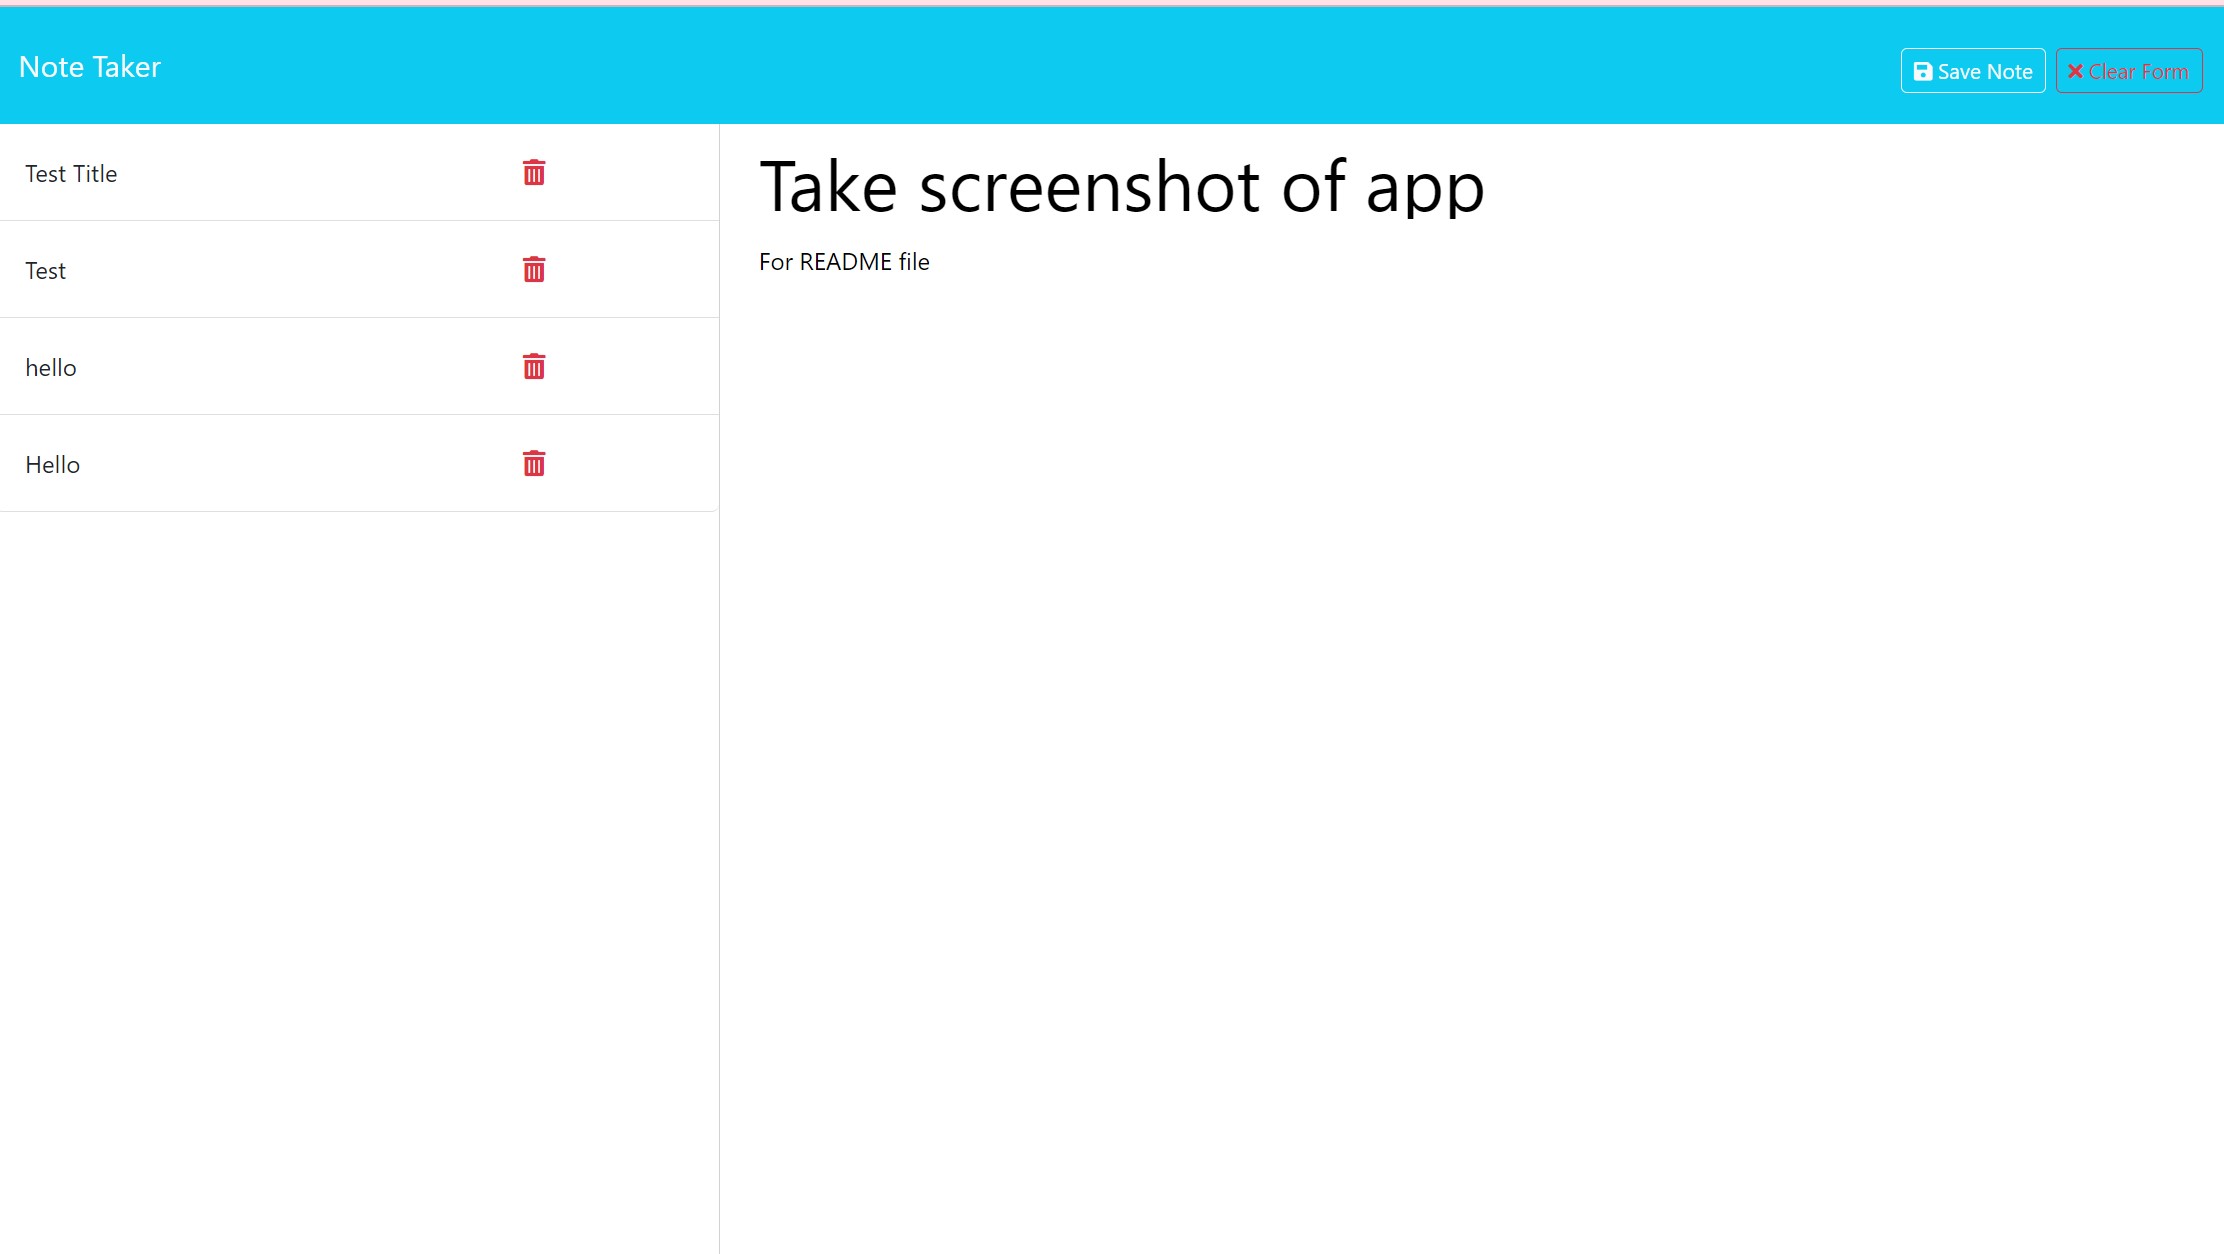 Note Taker
Save Note
Clear Form
Test Title
Test
hello
Hello
Take screenshot of app
For README file